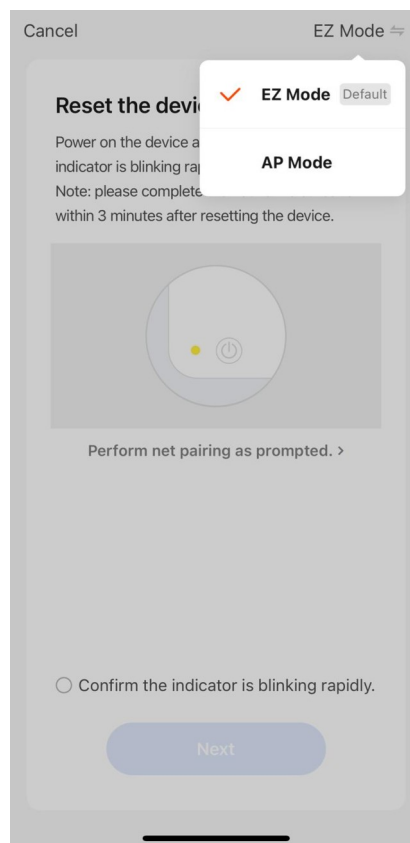 Cancel
EZ Mode
EZ Mode Default
AP Mode
Reset the devi
Power on the device a
indicator is blinking ra
Note: please complete
within 3 minutes after resetting the device.
Perform net pairing as prompted. >
Confirm the indicator is blinking rapidly.
Next